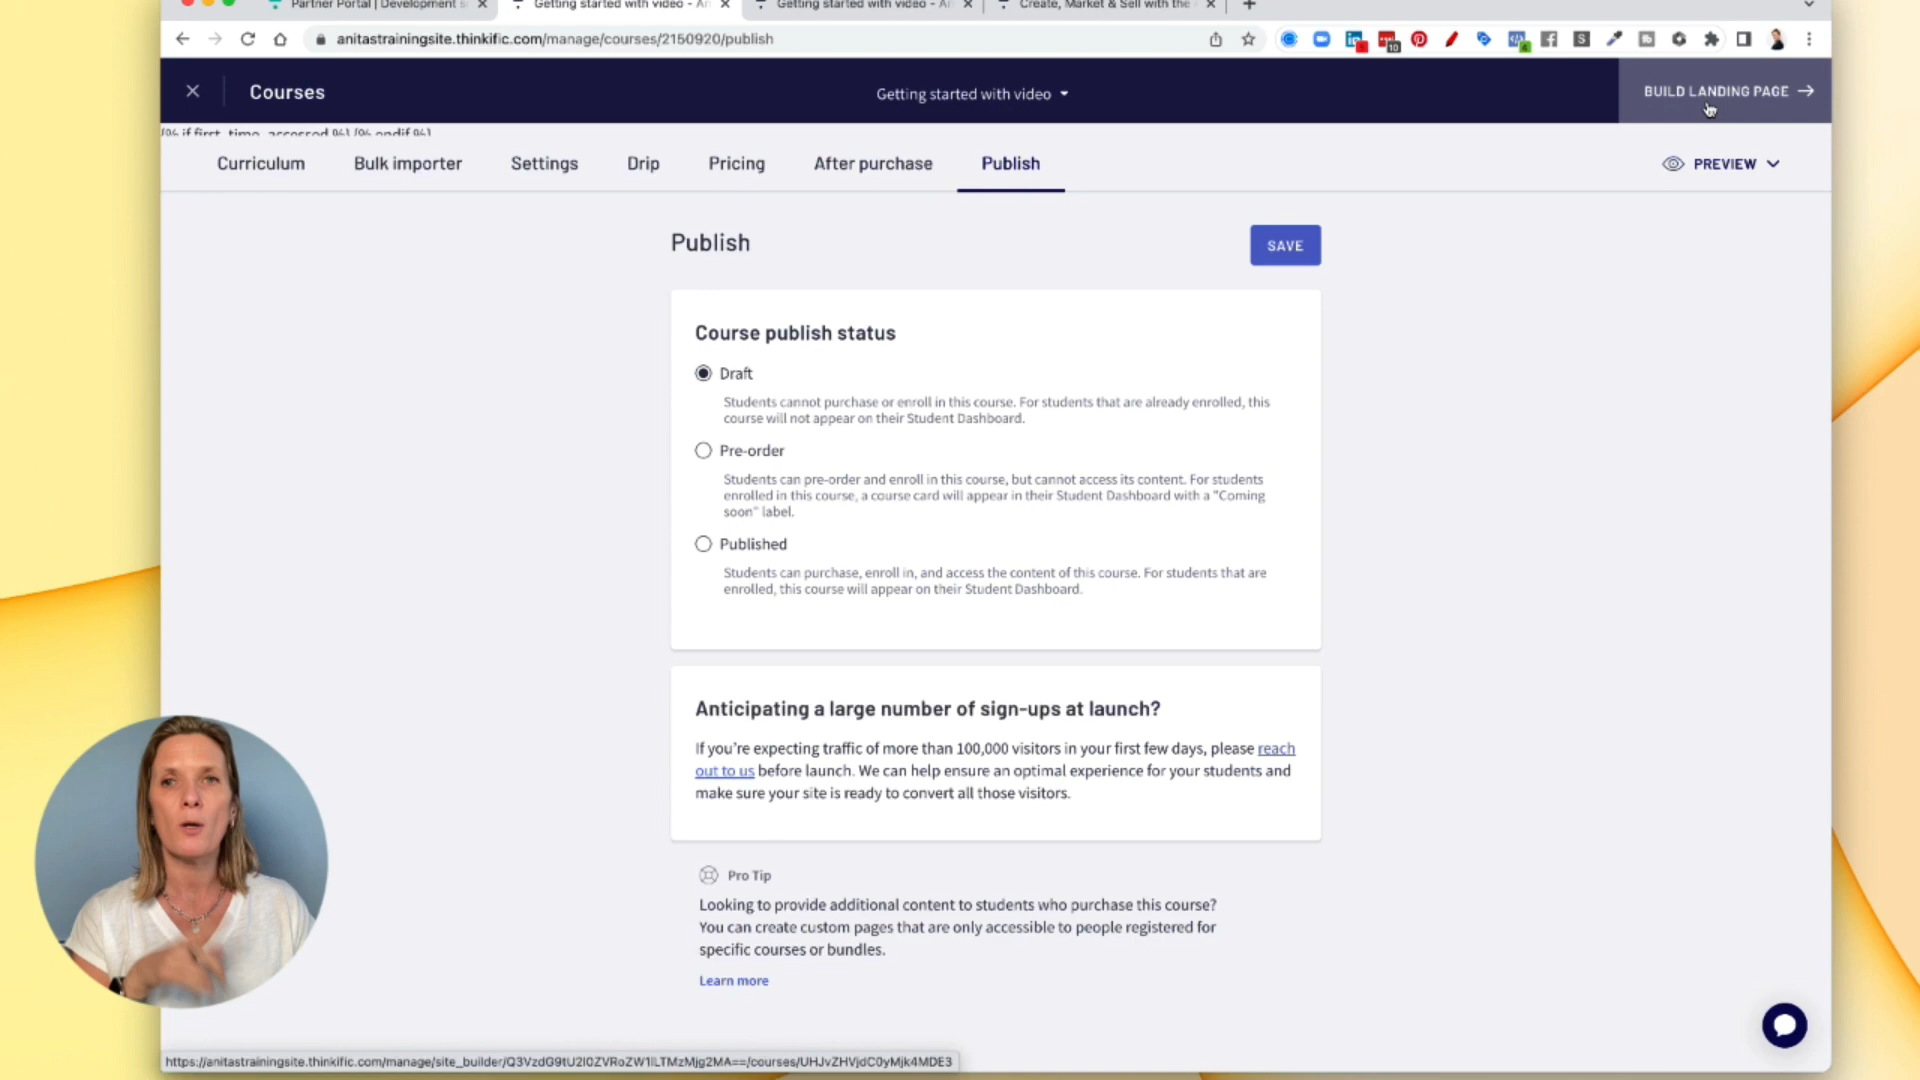 Partner Portal | Development s
Getting started with video - An
Getting started with video - An
Create, Market & Sell with the
anitastrainingsite.thinkific.com/manage/courses/2150920/publish
10
S
Courses
Getting started with video
BUILD LANDING PAGE
{% if first_time_accessed %} {% endif %}
Curriculum
Bulk importer
Settings
Drip
Pricing
After purchase
Publish
PREVIEW
Publish
SAVE
Course publish status
Draft
Students cannot purchase or enroll in this course. For students that are already enrolled, this
course will not appear on their Student Dashboard.
Pre-order
Students can pre-order and enroll in this course, but cannot access its content. For students
enrolled in this course, a course card will appear in their Student Dashboard with a "Coming
soon" label.
Published
Students can purchase, enroll in, and access the content of this course. For students that are
enrolled, this course will appear on their Student Dashboard.
Anticipating a large number of sign-ups at launch?
If you're expecting traffic of more than 100,000 visitors in your first few days, please reach
out to us before launch. We can help ensure an optimal experience for your students and
make sure your site is ready to convert all those visitors.
Pro Tip
Looking to provide additional content to students who purchase this course?
You can create custom pages that are only accessible to people registered for
specific courses or bundles.
Learn more
https://anitastrainingsite.thinkific.com/manage/site_builder/Q3VzdG9tU2l0ZVRoZW1lLTMzMjg2MA==/courses/UHJvZHVjdC0yMjk4MDE3